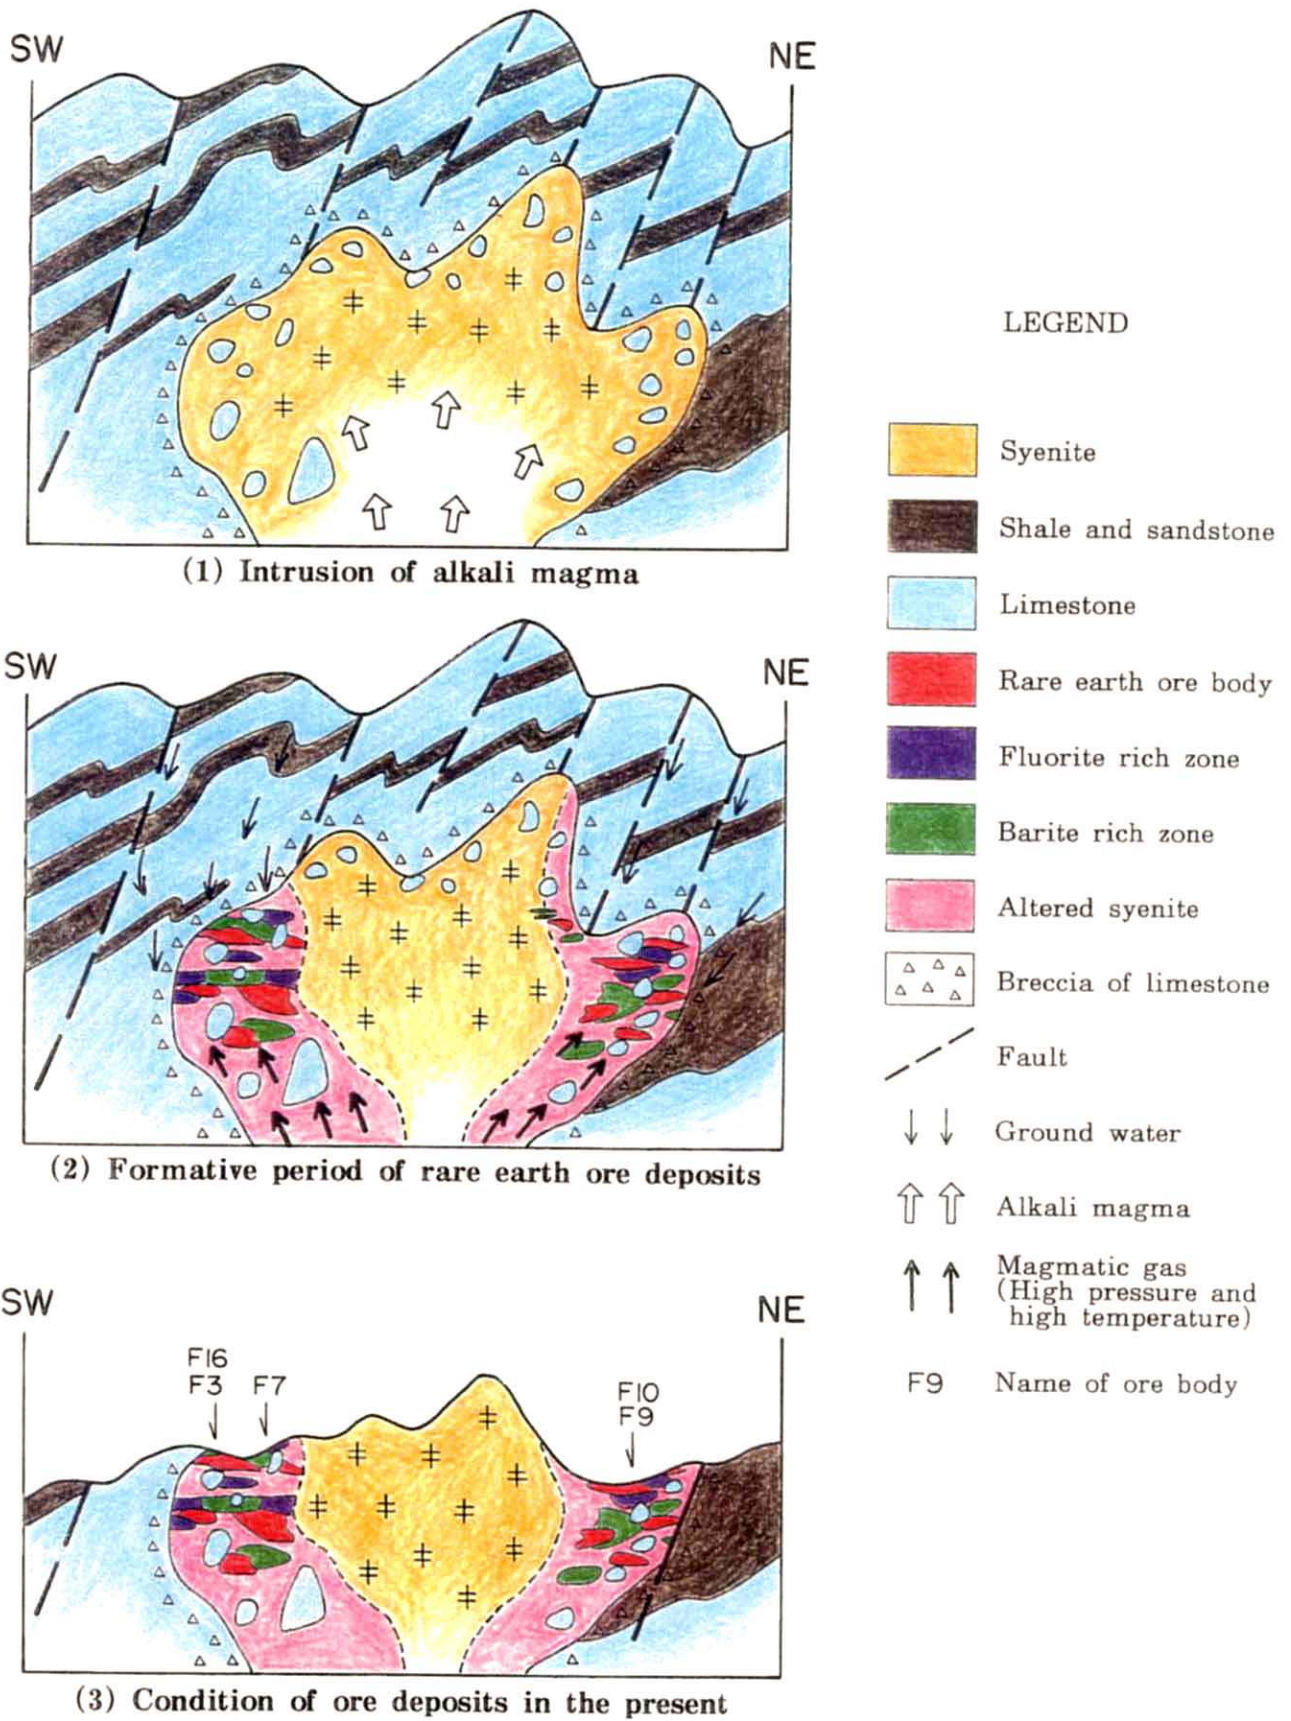 SW
NE
(1) Intrusion of alkali magma
SW
NE
(2) Formative period of rare earth ore deposits
SW
NE
F16
F3 F7
F10
F9
(3) Condition of ore deposits in the present
LEGEND
Syenite
Shale and sandstone
Limestone
Rare earth ore body
Fluorite rich zone
Barite rich zone
Altered syenite
Breccia of limestone
Fault
Ground water
Alkali magma
Magmatic gas
(High pressure and
high temperature)
F9 Name of ore body